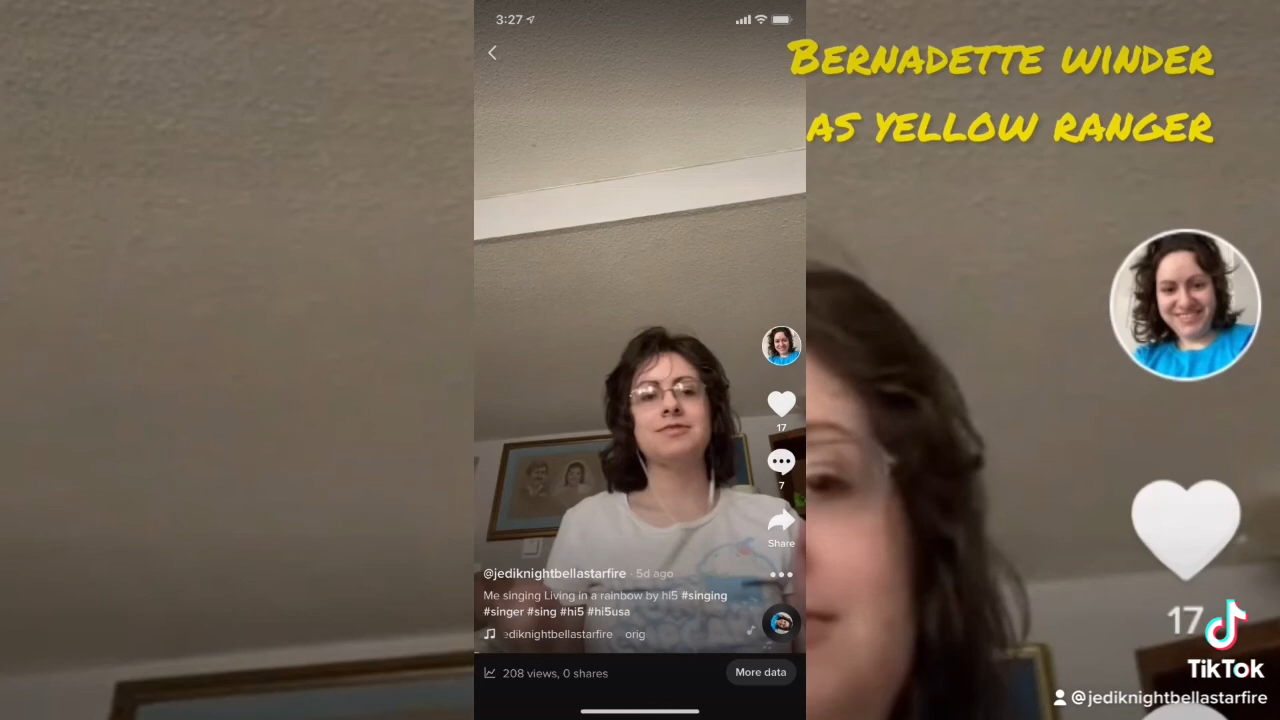 3:27
BERNADETTE WINDER
AS YELLOW RANGER
17
7
Share
@jediknightbellastarfire · 5d ago
Me singing Living in a rainbow by hi5 #singing
#singer #sing #hi5 #hi5usa
ediknightbellastarfire orig
208 views, 0 shares
More data
17
TikTok
@jediknightbellastarfire